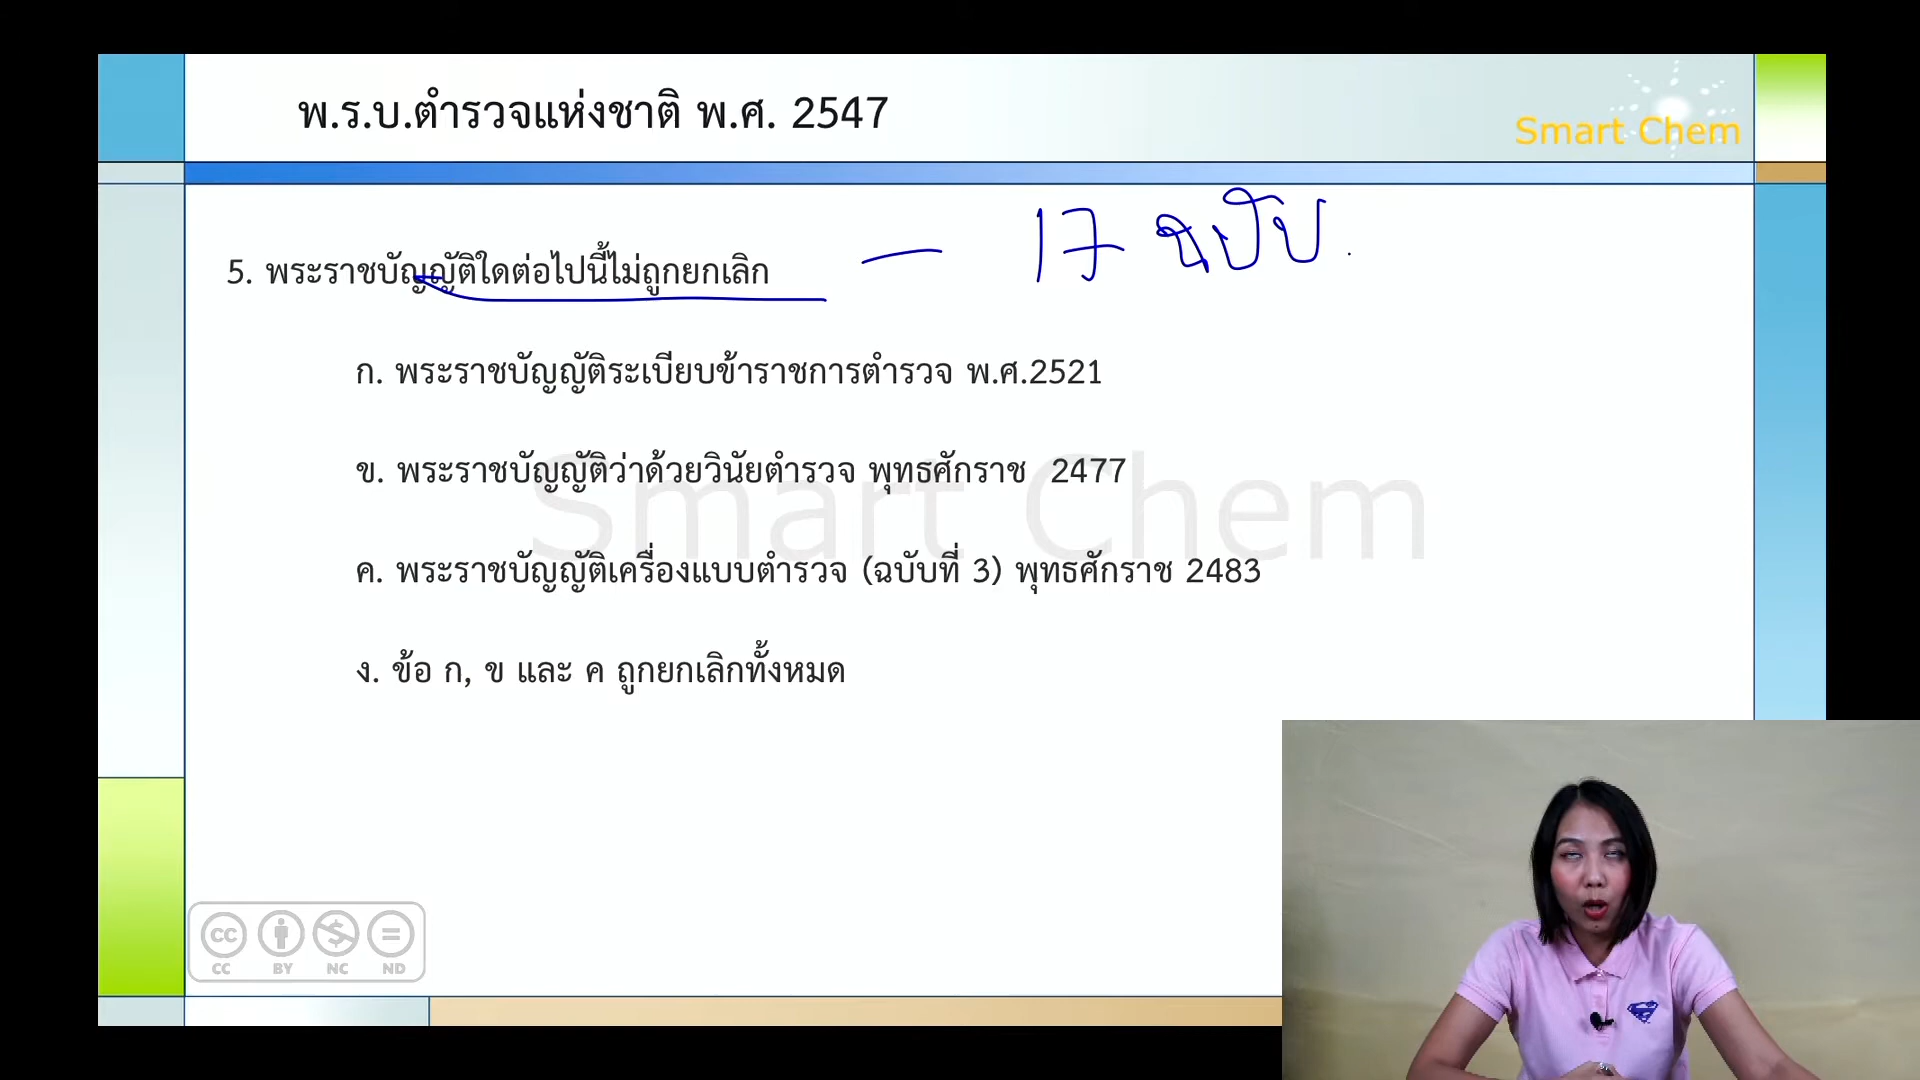 พ.ร.บ.ตำรวจแห่งชาติ พ.ศ. 2547
Smart Chem
17 ฉบับ
5. พระราชบัญญัติใดต่อไปนี้ไม่ถูกยกเลิก
ก. พระราชบัญญัติระเบียบข้าราชการตำรวจ พ.ศ.2521
ข. พระราชบัญญัติว่าด้วยวินัยตำรวจ พุทธศักราช 2477
Smart Chem
ค. พระราชบัญญัติเครื่องแบบตำรวจ (ฉบับที่ 3) พุทธศักราช 2483
ง. ข้อ ก, ข และ ค ถูกยกเลิกทั้งหมด
CC BY NC ND